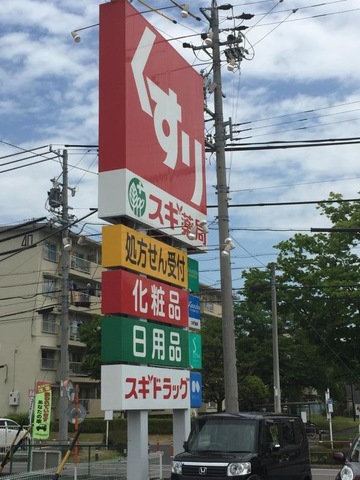 くすり
スギ薬局
処方せん受付
化粧品
日用品
スギドラッグ